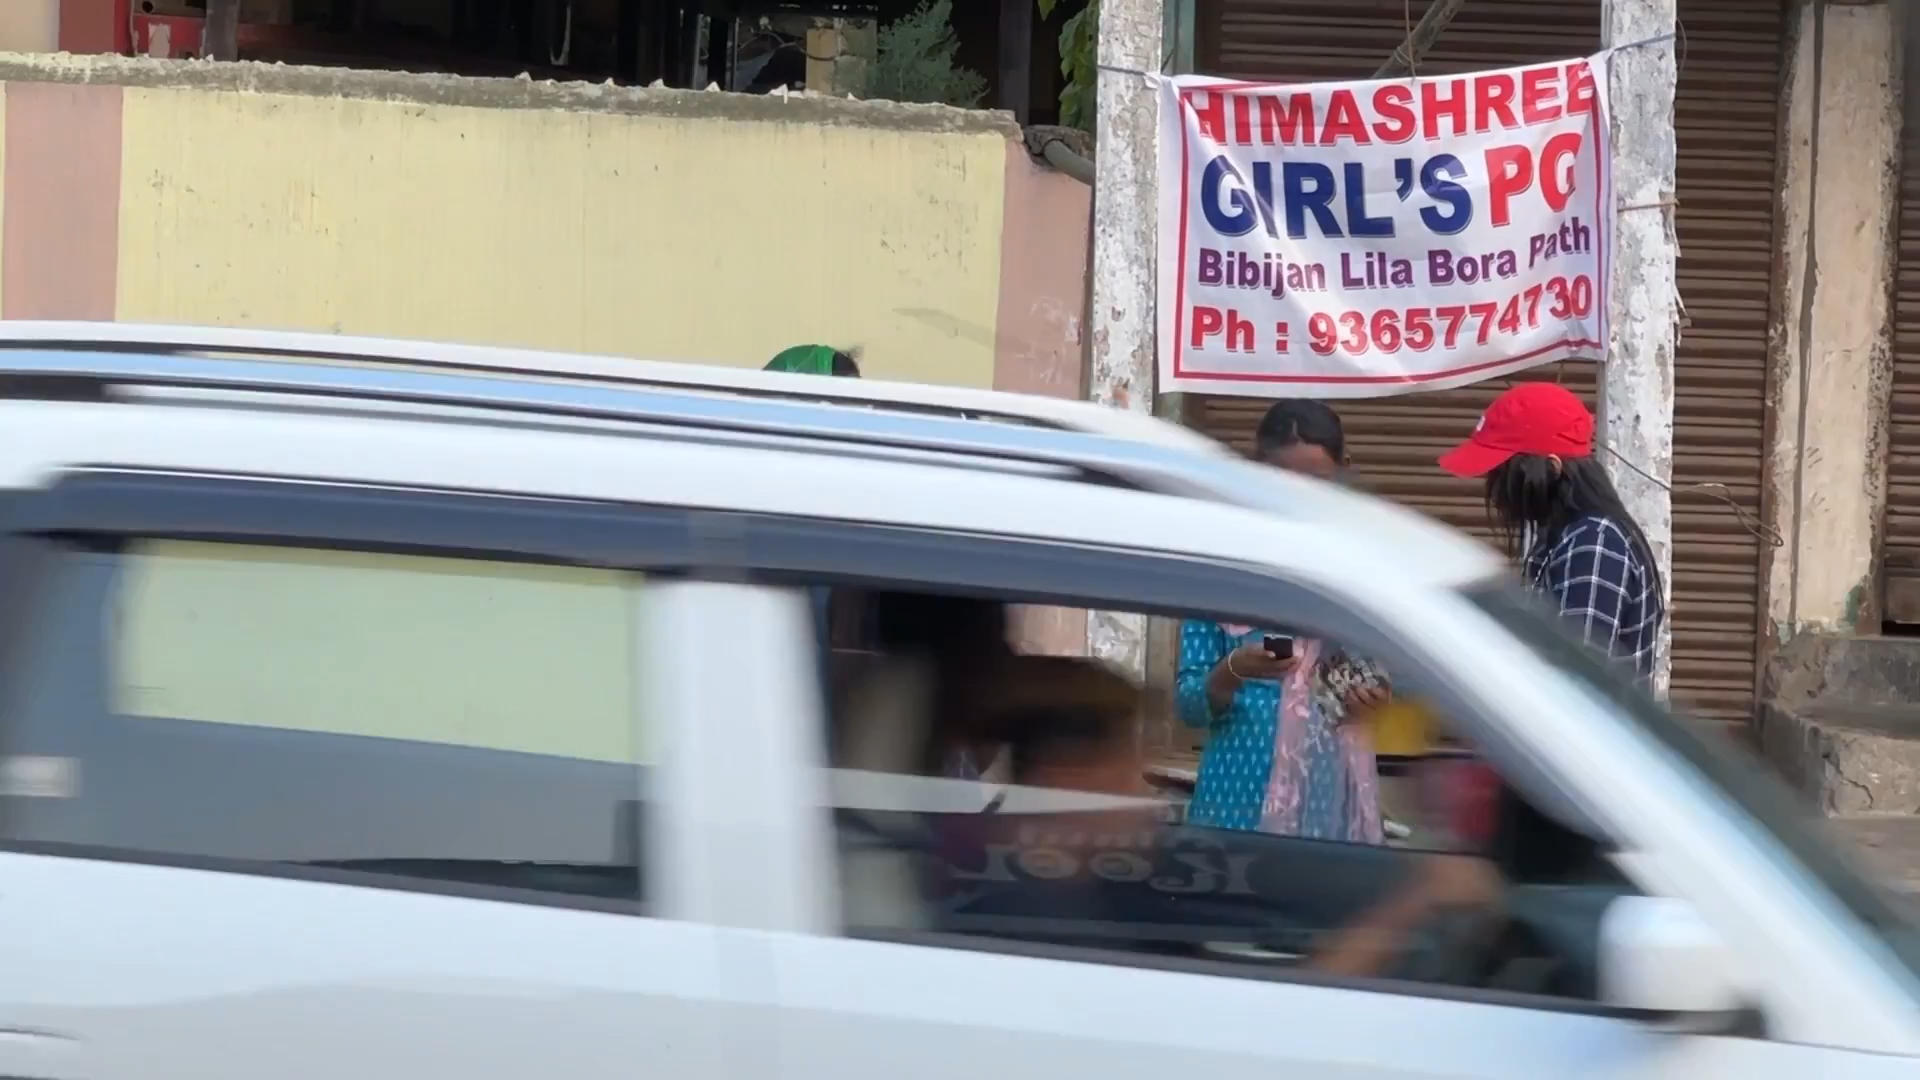 HIMASHREE
GIRL'S PG
Bibijan Lila Bora Path
Ph : 9365774730